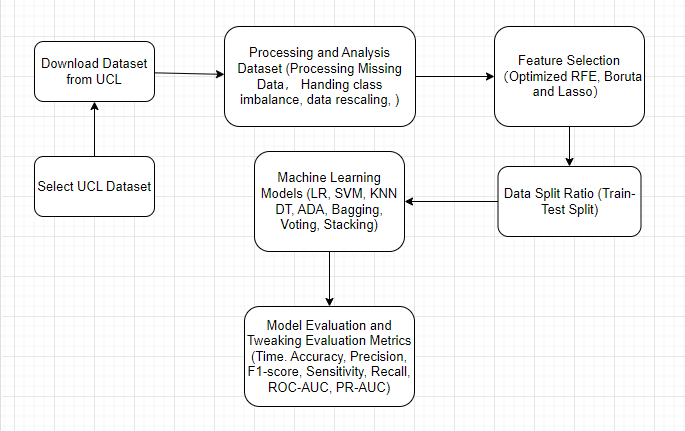 Select UCL Dataset
Download Dataset
from UCL
Processing and Analysis
Dataset (Processing Missing
Data， Handing class
imbalance, data rescaling, )
Feature Selection
（Optimized RFE, Boruta
and Lasso）
Data Split Ratio (Train-
Test Split)
Machine Learning
Models (LR, SVM, KNN
DT, ADA, Bagging,
Voting, Stacking)
Model Evaluation and
Tweaking Evaluation Metrics
(Time. Accuracy, Precision,
F1-score, Sensitivity, Recall,
ROC-AUC, PR-AUC)